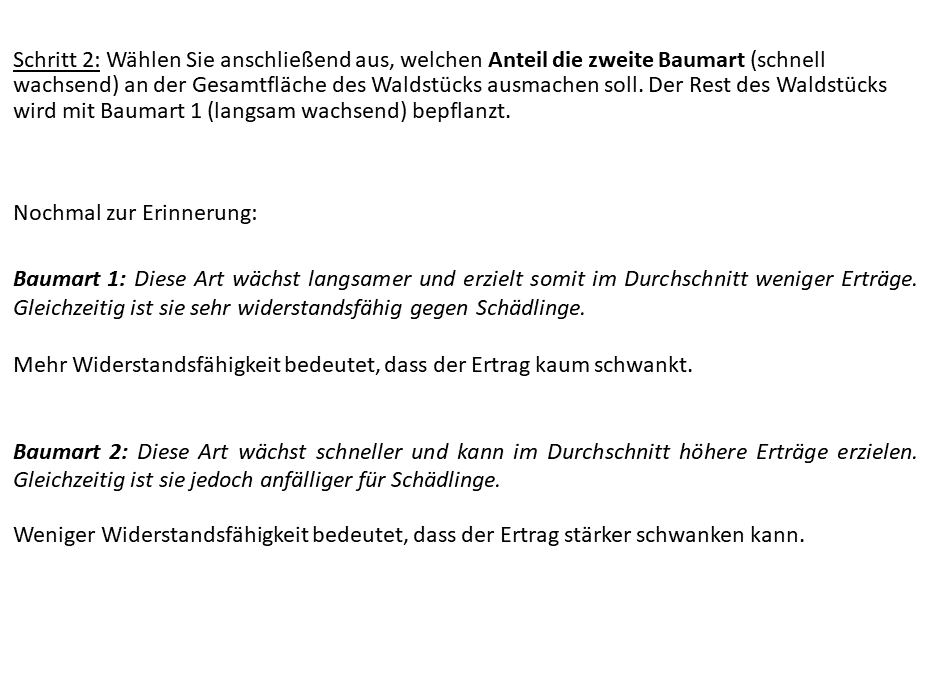 Schritt 2: Wählen Sie anschließend aus, welchen Anteil die zweite Baumart (schnell
wachsend) an der Gesamtfläche des Waldstücks ausmachen soll. Der Rest des Waldstücks
wird mit Baumart 1 (langsam wachsend) bepflanzt.
Nochmal zur Erinnerung:
Baumart 1: Diese Art wächst langsamer und erzielt somit im Durchschnitt weniger Erträge.
Gleichzeitig ist sie sehr widerstandsfähig gegen Schädlinge.
Mehr Widerstandsfähigkeit bedeutet, dass der Ertrag kaum schwankt.
Baumart 2: Diese Art wächst schneller und kann im Durchschnitt höhere Erträge erzielen.
Gleichzeitig ist sie jedoch anfälliger für Schädlinge.
Weniger Widerstandsfähigkeit bedeutet, dass der Ertrag stärker schwanken kann.